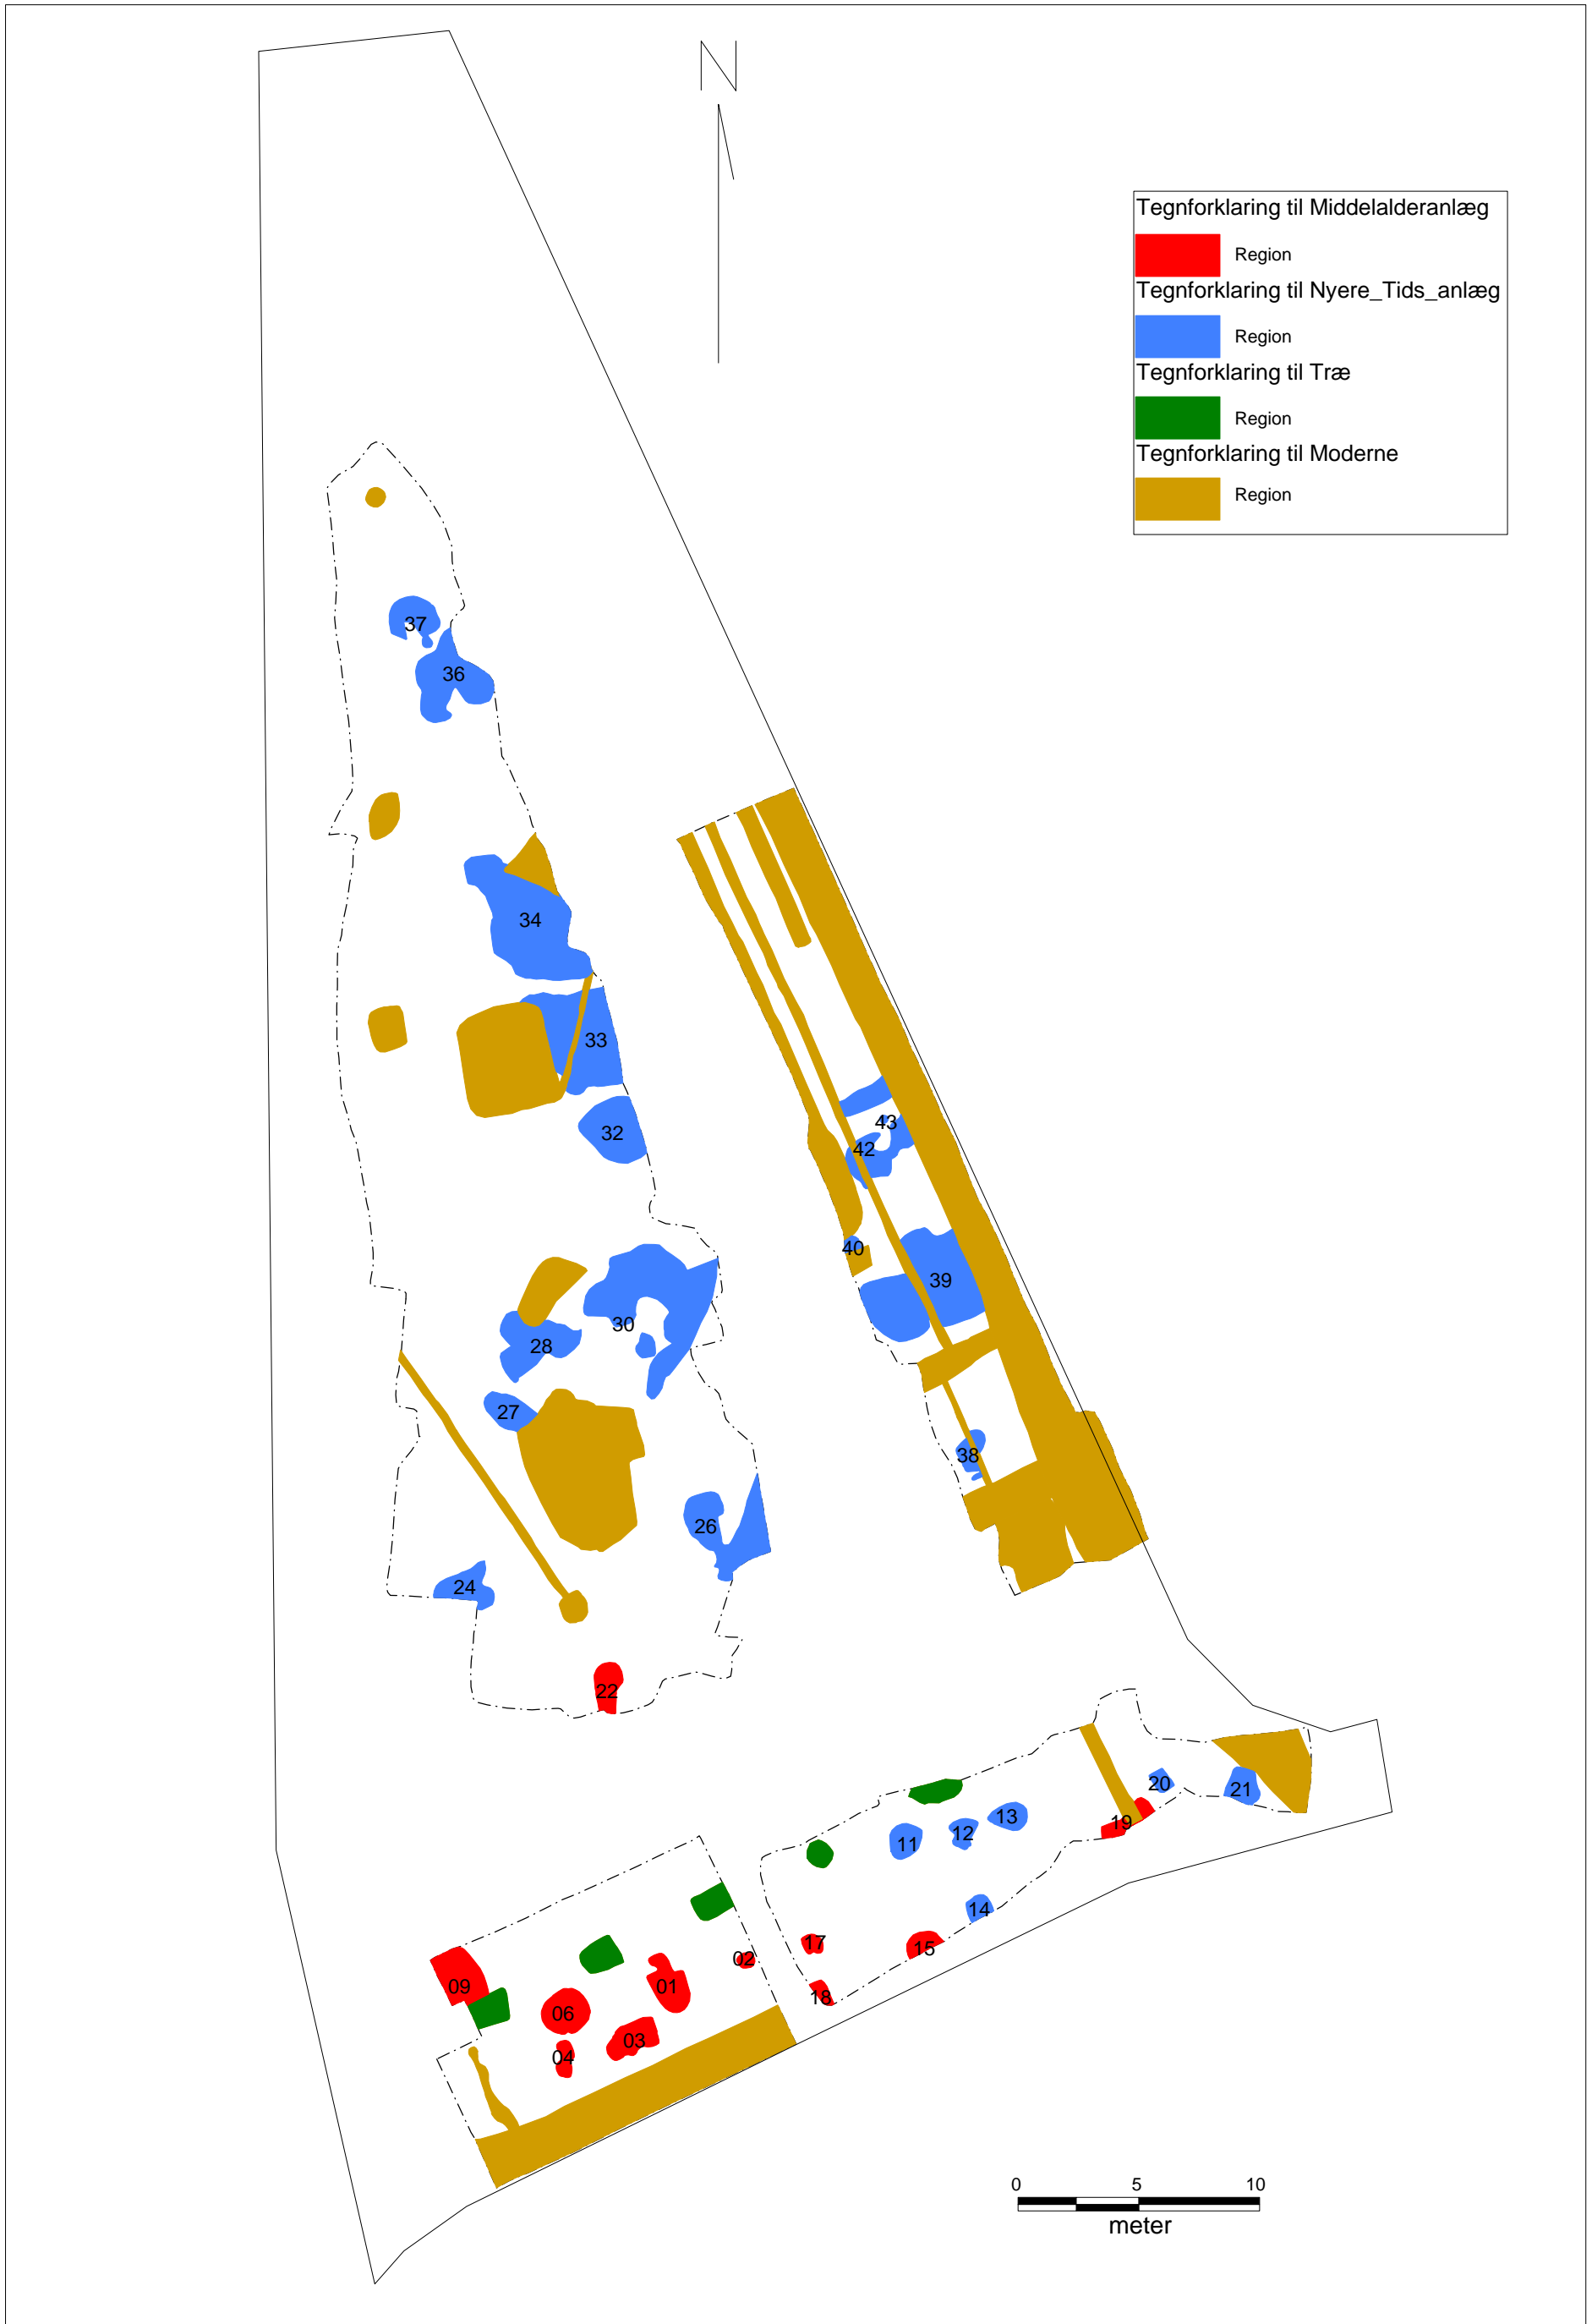 N
Tegnforklaring til Middelalderanlæg
Region
Tegnforklaring til Nyere_Tids_anlæg
Region
Tegnforklaring til Træ
Region
Tegnforklaring til Moderne
Region
37
36
34
33
32
43
42
40
39
30
28
27
38
26
24
22
20
21
19
13
12
11
14
15
17
02
18
09
01
06
03
04
0 5 10
meter